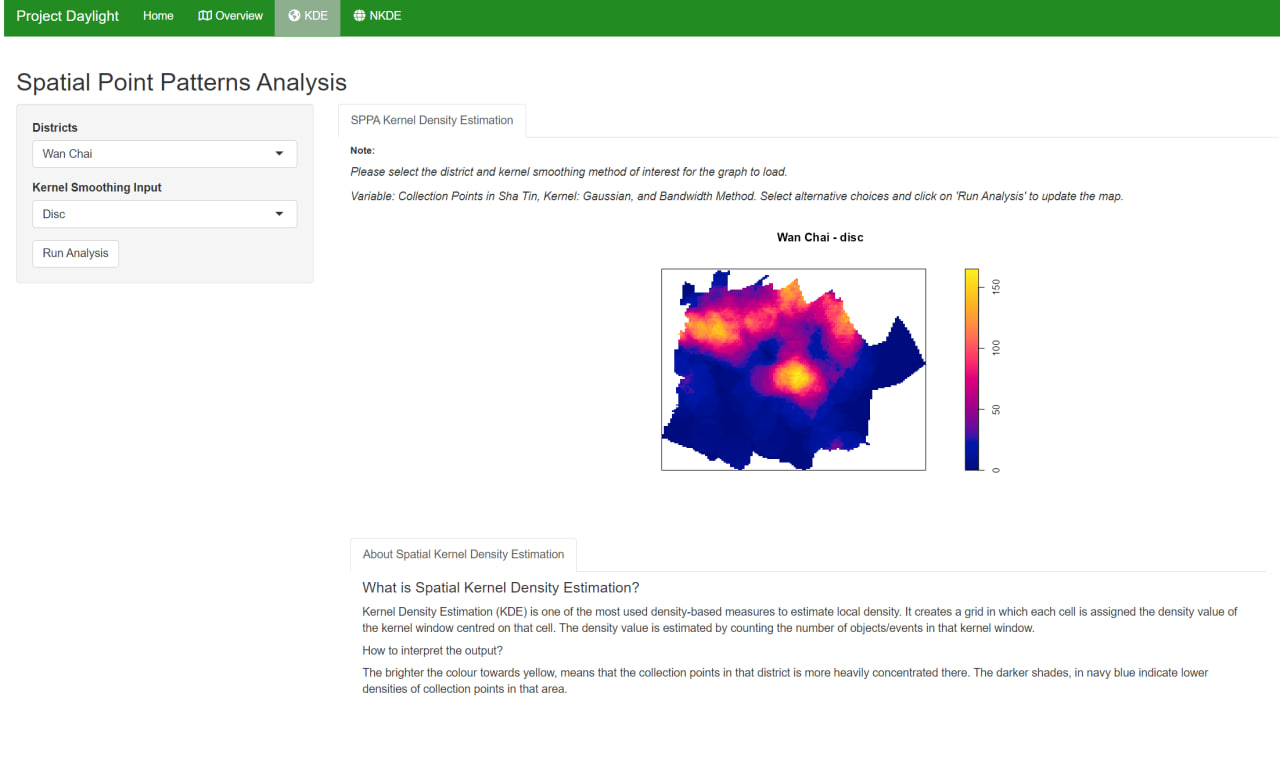 Project Daylight Home Overview KDE NKDE
Spatial Point Patterns Analysis
Districts
Wan Chai
Kernel Smoothing Input
Disc
Run Analysis
SPPA Kernel Density Estimation
Note:
Please select the district and kernel smoothing method of interest for the graph to load.
Variable: Collection Points in Sha Tin, Kernel: Gaussian, and Bandwidth Method. Select alternative choices and click on 'Run Analysis' to update the map.
Wan Chai - disc
150
100
50
0
About Spatial Kernel Density Estimation
What is Spatial Kernel Density Estimation?
Kernel Density Estimation (KDE) is one of the most used density-based measures to estimate local density. It creates a grid in which each cell is assigned the density value of
the kernel window centred on that cell. The density value is estimated by counting the number of objects/events in that kernel window.
How to interpret the output?
The brighter the colour towards yellow, means that the collection points in that district is more heavily concentrated there. The darker shades, in navy blue indicate lower
densities of collection points in that area.